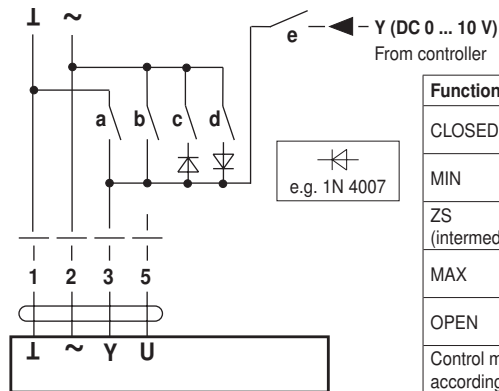 ⊥ ~
e
Y (DC 0 ... 10 V)
From controller
a b c d
e.g. 1N 4007
1 2 3 5
⊥ ~ Y U
Function
CLOSED
MIN
ZS
(intermed
MAX
OPEN
Control m
according